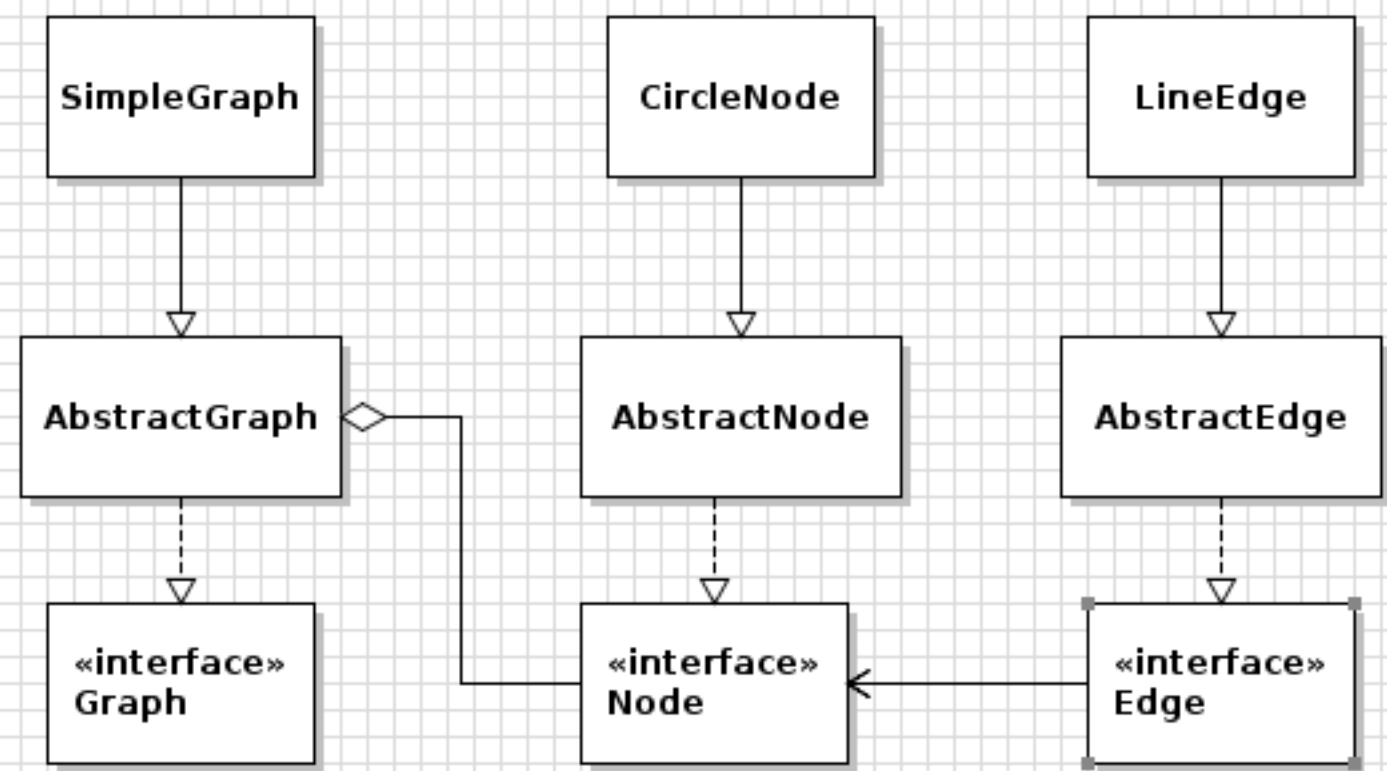 SimpleGraph
CircleNode
LineEdge
AbstractGraph
AbstractNode
AbstractEdge
«interface»
Graph
«interface»
Node
«interface»
Edge